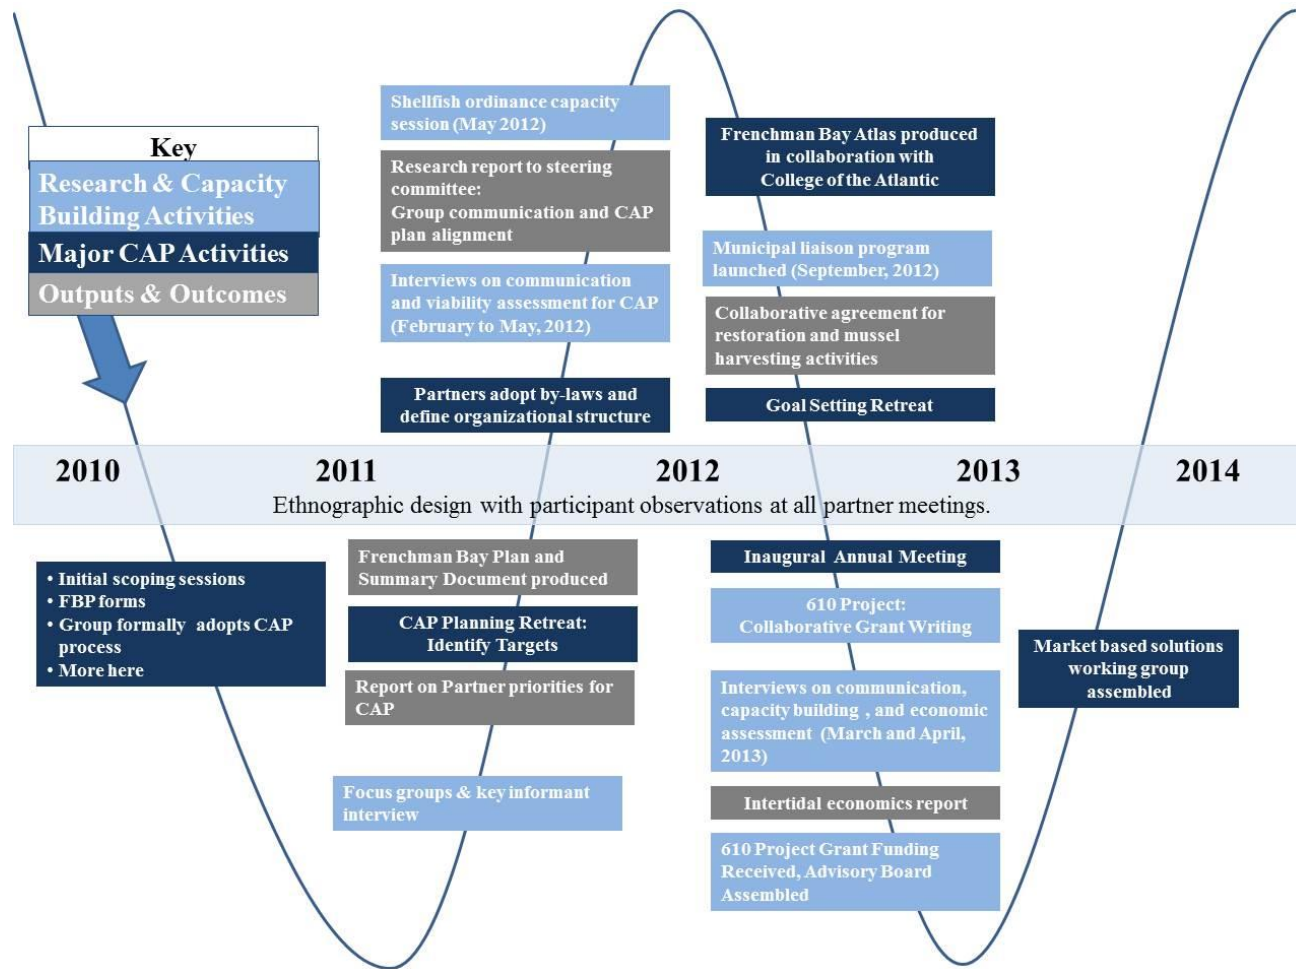 Key
Research & Capacity
Building Activities
Major CAP Activities
Outputs & Outcomes
Shellfish ordinance capacity
session (May 2012)
Research report to steering
committee:
Group communication and CAP
plan alignment
Interviews on communication
and viability assessment for CAP
(February to May, 2012)
Partners adopt by-laws and
define organizational structure
Frenchman Bay Atlas produced
in collaboration with
College of the Atlantic
Municipal liaison program
launched (September, 2012)
Collaborative agreement for
restoration and mussel
harvesting activities
Goal Setting Retreat
2010 2011 2012 2013 2014
Ethnographic design with participant observations at all partner meetings.
• Initial scoping sessions
• FBP forms
• Group formally adopts CAP
process
• More here
Frenchman Bay Plan and
Summary Document produced
CAP Planning Retreat:
Identify Targets
Report on Partner priorities for
CAP
Focus groups & key informant
interview
Inaugural Annual Meeting
610 Project:
Collaborative Grant Writing
Interviews on communication,
capacity building , and economic
assessment (March and April,
2013)
Intertidal economics report
610 Project Grant Funding
Received, Advisory Board
Assembled
Market based solutions
working group
assembled